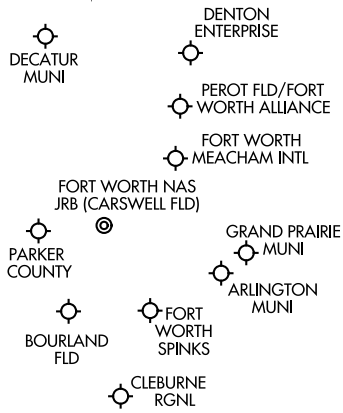 DENTON
ENTERPRISE
DECATUR
MUNI
PEROT FLD/FORT
WORTH ALLIANCE
FORT WORTH
MEACHAM INTL
FORT WORTH NAS
JRB (CARSWELL FLD)
GRAND PRAIRIE
MUNI
PARKER
COUNTY
ARLINGTON
MUNI
BOURLAND
FLD
FORT
WORTH
SPINKS
CLEBURNE
RGNL